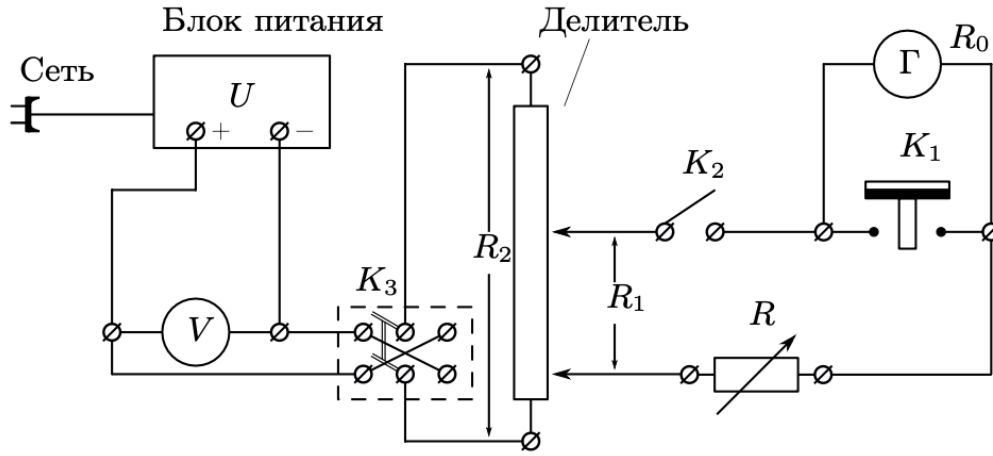 Блок питания
Делитель
Сеть
U
+
−
Г
R₀
K₁
K₂
R₂
K₃
R₁
V
R